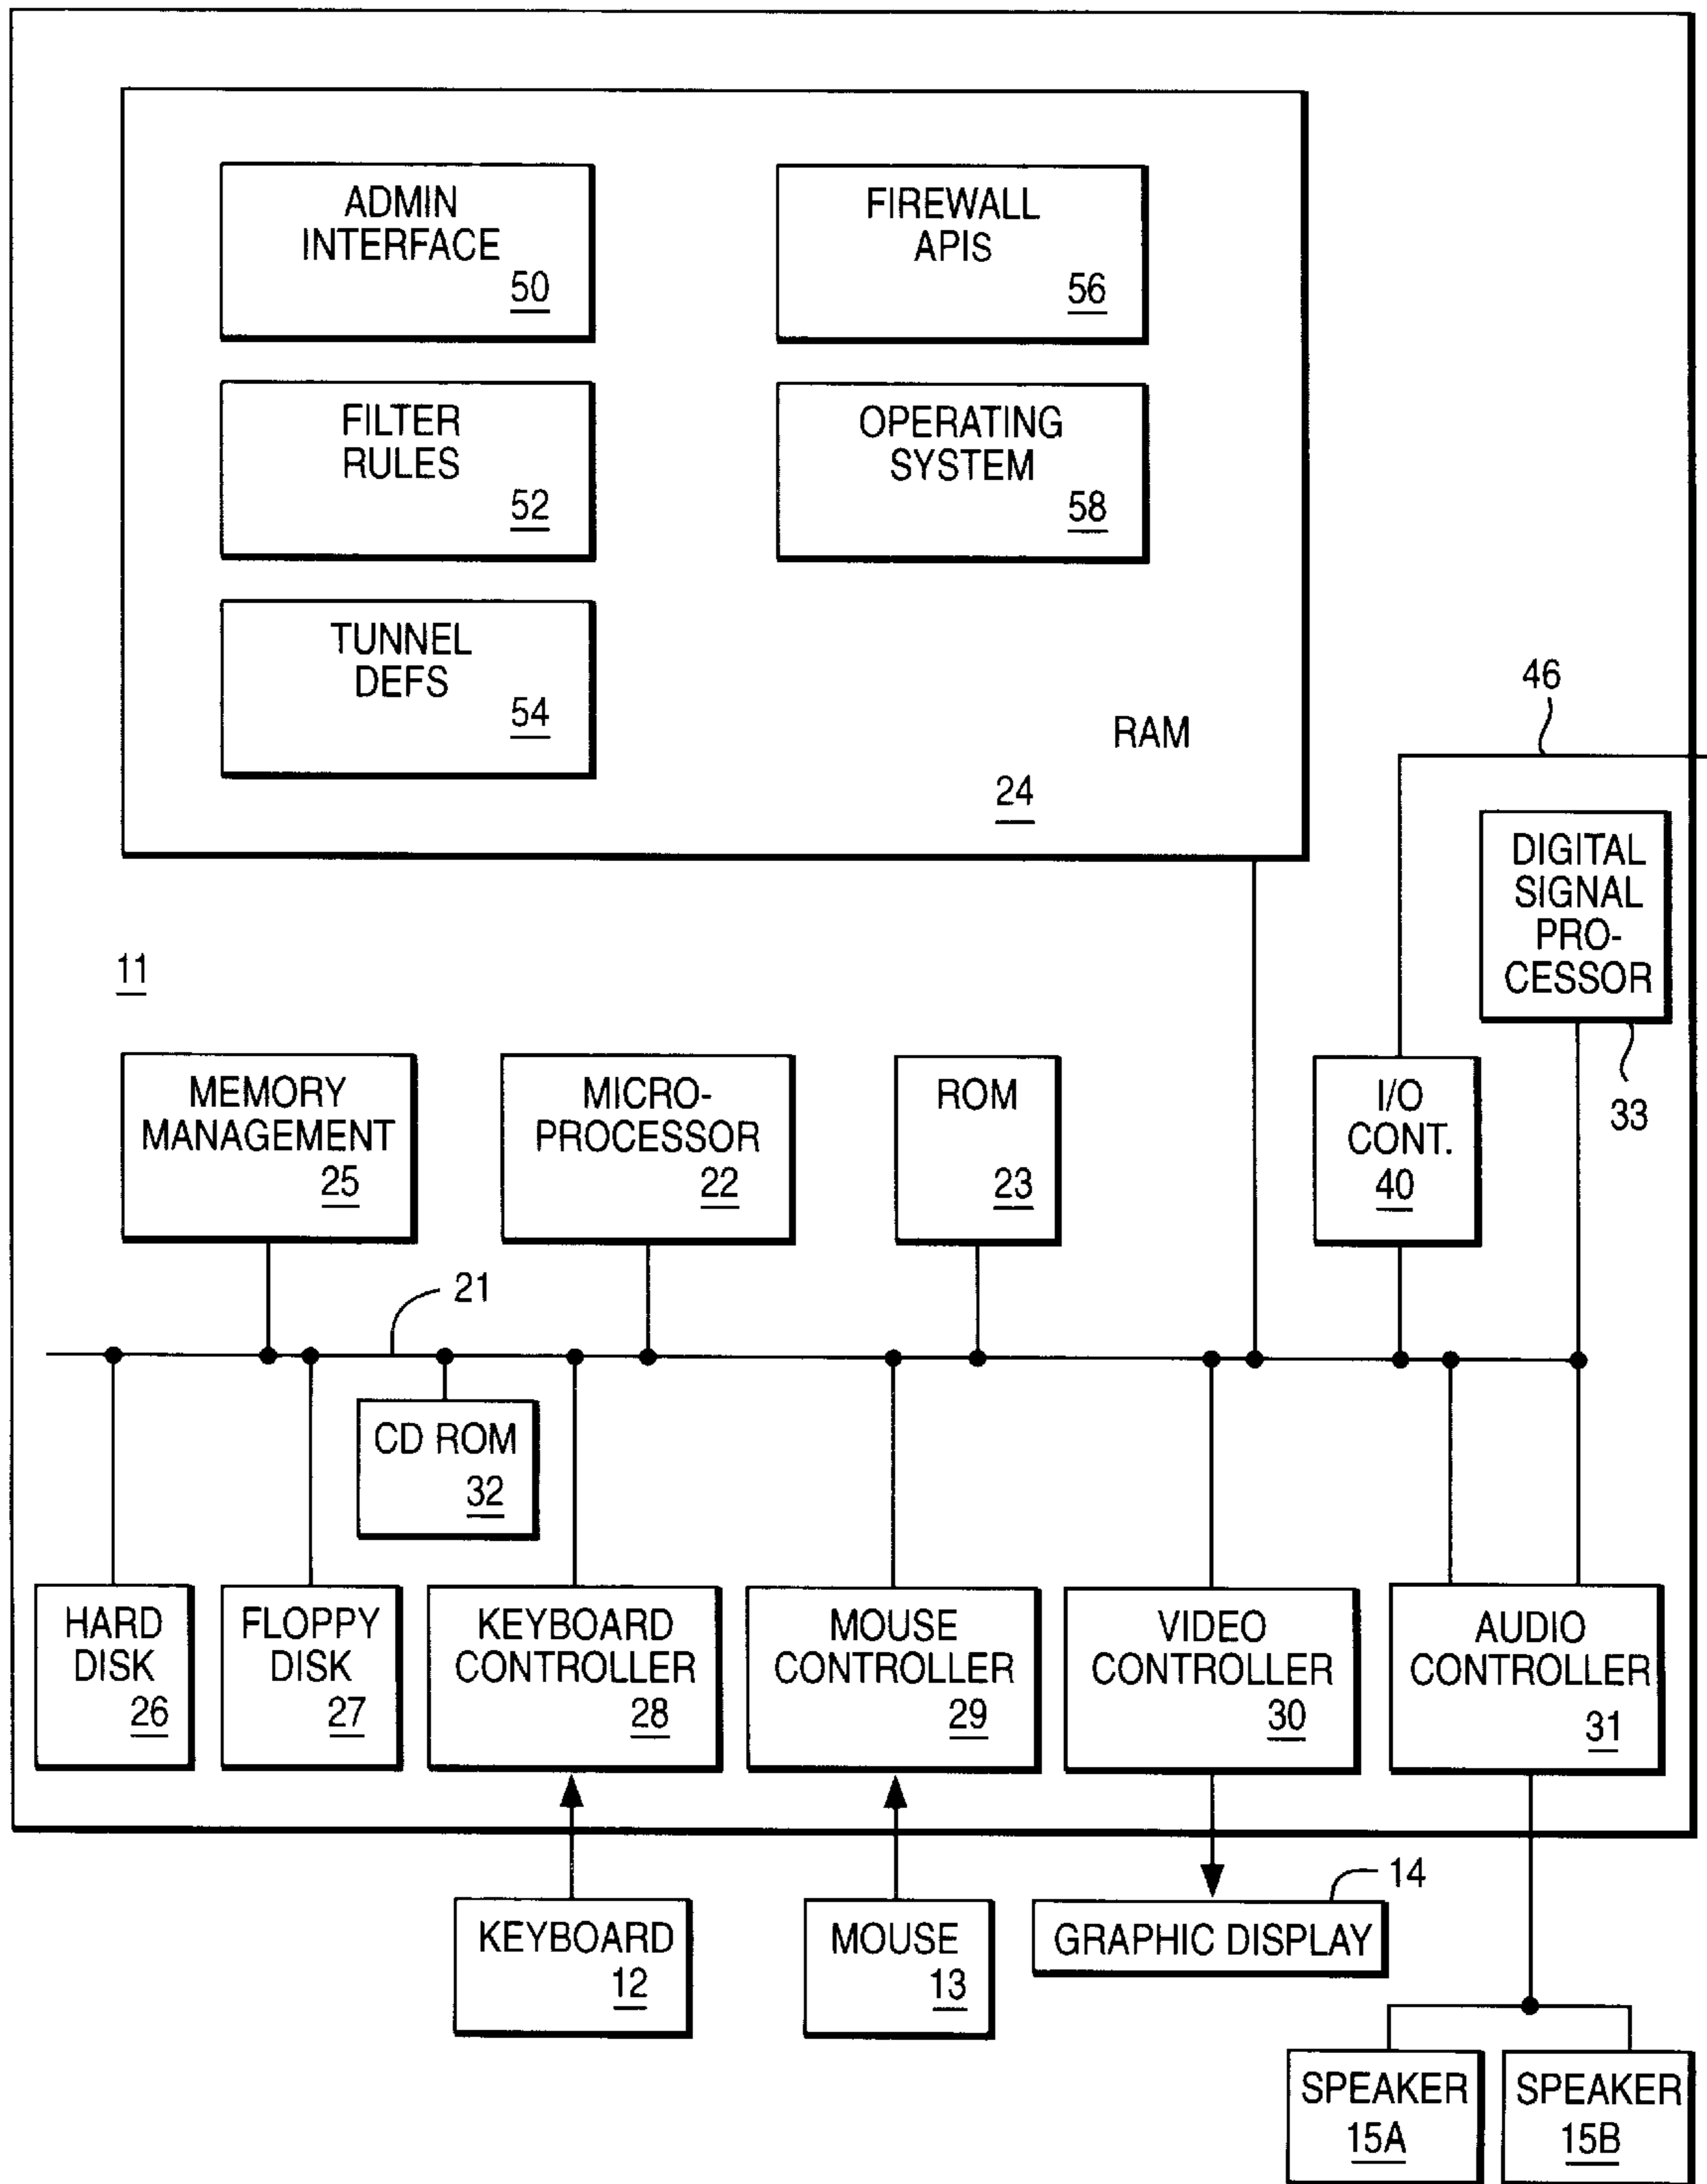 ADMIN
INTERFACE
50
FIREWALL
APIS
56
FILTER
RULES
52
OPERATING
SYSTEM
58
TUNNEL
DEFS
54
RAM
24
46
DIGITAL
SIGNAL
PRO-
CESSOR
33
11
MEMORY
MANAGEMENT
25
MICRO-
PROCESSOR
22
ROM
23
I/O
CONT.
40
21
CD ROM
32
HARD
DISK
26
FLOPPY
DISK
27
KEYBOARD
CONTROLLER
28
MOUSE
CONTROLLER
29
VIDEO
CONTROLLER
30
AUDIO
CONTROLLER
31
KEYBOARD
12
MOUSE
13
14
GRAPHIC DISPLAY
SPEAKER
15A
SPEAKER
15B